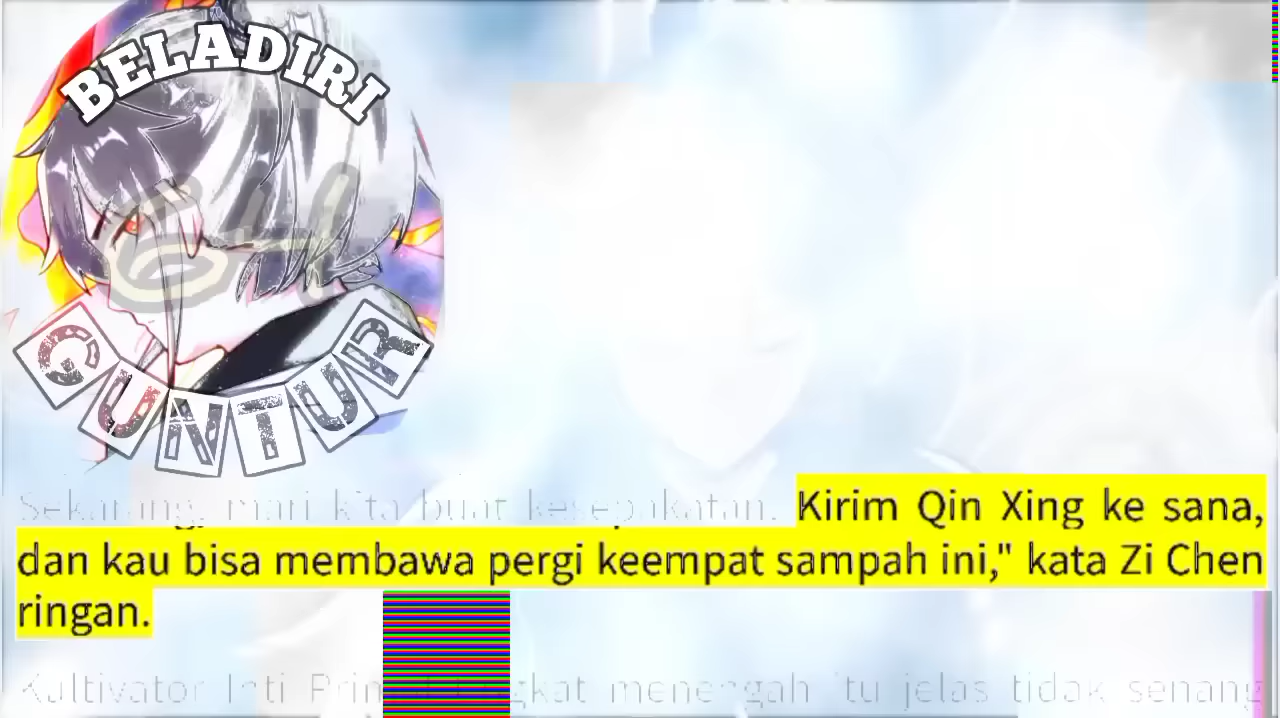 BELADIRI
GUNTUR
Sekarang, mari kita buat kesepakatan. Kirim Qin Xing ke sana,
dan kau bisa membawa pergi keempat sampah ini," kata Zi Chen
ringan.
Kultivator Inti tingkat menengah itu jelas tidak senang